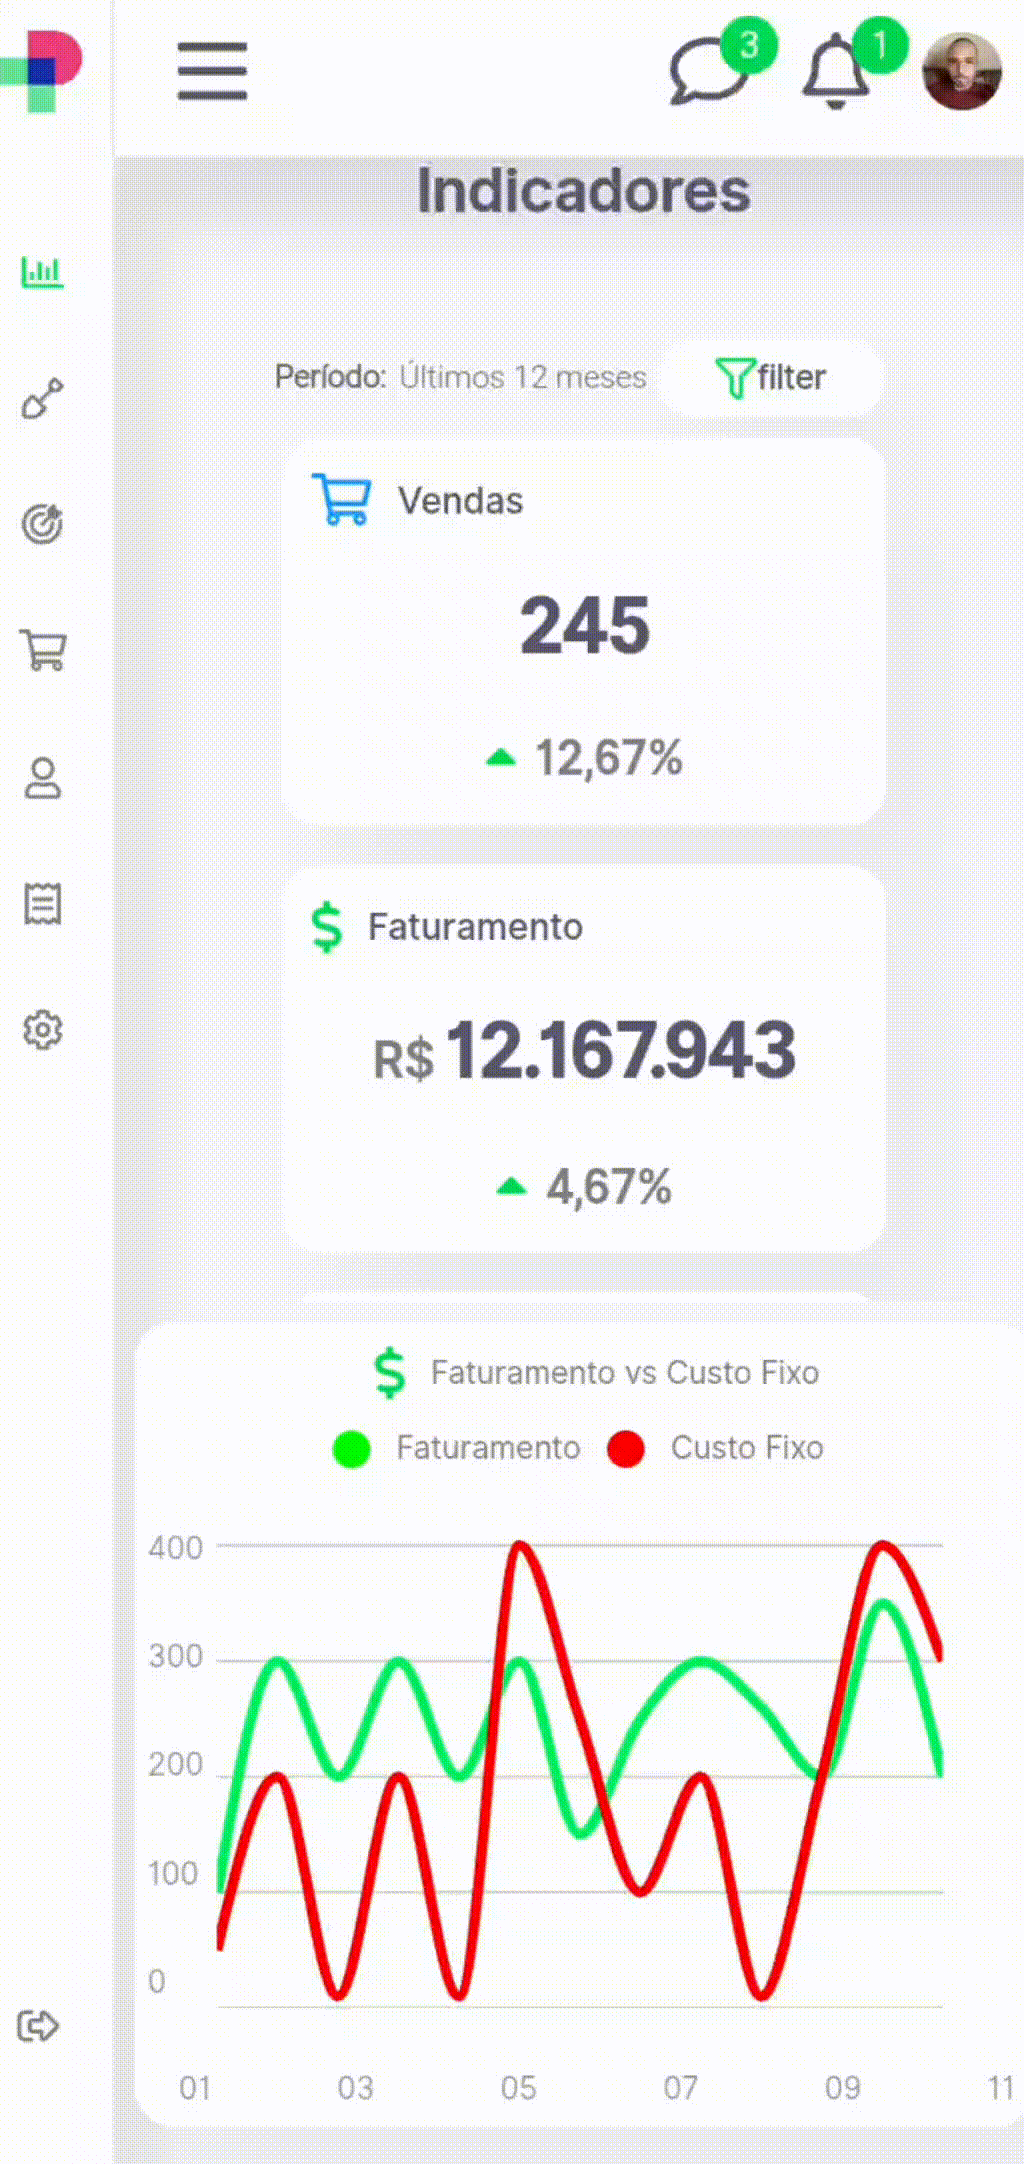 3
1
Indicadores
Período: Últimos 12 meses
filter
Vendas
245
12,67%
Faturamento
R$ 12.167.943
4,67%
Faturamento vs Custo Fixo
Faturamento Custo Fixo
400
300
200
100
0
01 03 05 07 09 11